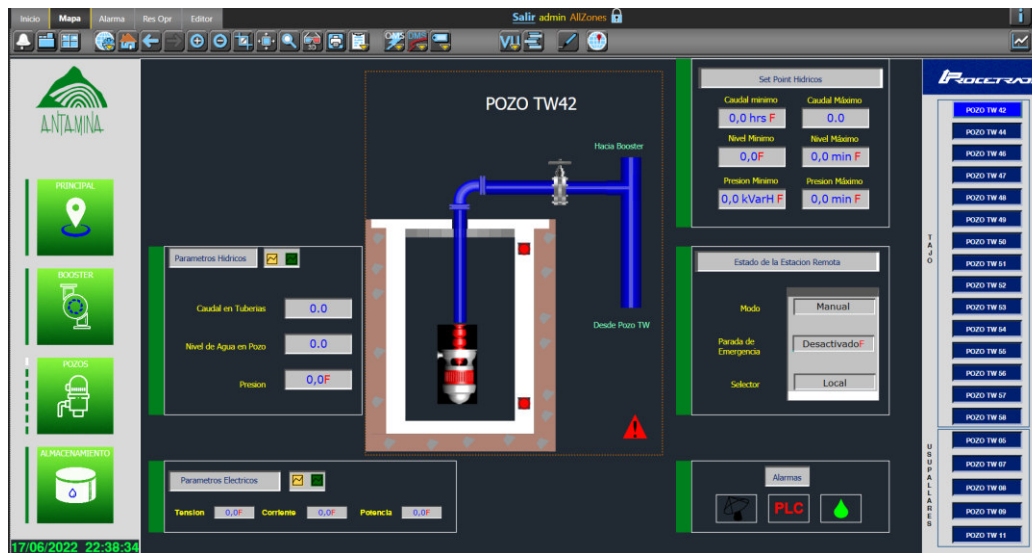 Inicio Mapa Alarma Res Opr Editor
Salir admin AllZones
3D
OMS
OMS
VU
ANTAMINA
PRINCIPAL
BOOSTER
POZOS
ALMACENAMIENTO
17/06/2022 22:38:34
POZO TW42
Hacia Booster
Desde Pozo TW
Parametros Hidricos
Caudal en Tuberias 0.0
Nivel de Agua en Pozo 0.0
Presion 0,0F
Parametros Electricos
Tension 0,0F Corriente 0,0F Potencia 0,0F
Set Point Hidricos
Caudal minimo Caudal Máximo
0,0 hrs F 0.0
Nivel Minimo Nivel Máximo
0,0F 0,0 min F
Presion Minimo Presion Máximo
0,0 kVarH F 0,0 min F
Estado de la Estacion Remota
Modo Manual
Parada de
Emergencia DesactivadoF
Selector Local
Alarmas
PLC
TAJO
POZO TW 42
POZO TW 44
POZO TW 46
POZO TW 47
POZO TW 48
POZO TW 49
POZO TW 50
POZO TW 51
POZO TW 52
POZO TW 53
POZO TW 54
POZO TW 55
POZO TW 56
POZO TW 57
POZO TW 58
USUPALLARES
POZO TW 05
POZO TW 07
POZO TW 08
POZO TW 09
POZO TW 11